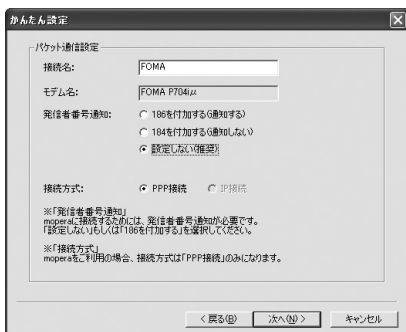 かんたん設定
パケット通信設定
接続名: FOMA
モデム名: FOMA P704iμ
発信者番号通知: 186を付加する(通知する)
184を付加する(通知しない)
設定しない(推奨)
接続方式: PPP接続 IP接続
※「発信者番号通知」
moperaに接続するためには、発信者番号通知が必要です。
「設定しない」もしくは「186を付加する」を選択してください。
※「接続方式」
moperaをご利用の場合、接続方式は「PPP接続」のみになります。
< 戻る(B) 次へ(N) > キャンセル